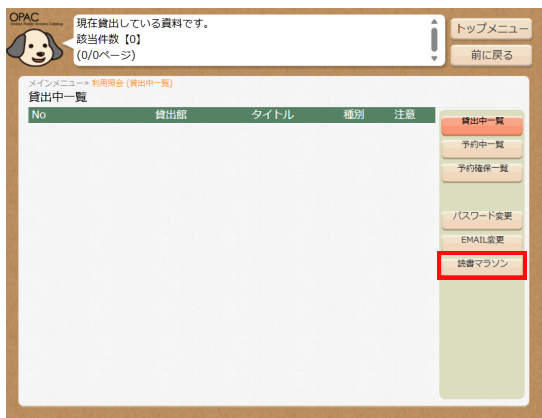 OPAC
Online Public Access Catalog
現在貸出している資料です。
該当件数【0】
(0/0ページ)
トップメニュー
前に戻る
メインメニュー» 利用照会 (貸出中一覧)
貸出中一覧
No 貸出館 タイトル 種別 注意
貸出中一覧
予約中一覧
予約確保一覧
パスワード変更
EMAIL変更
読書マラソン